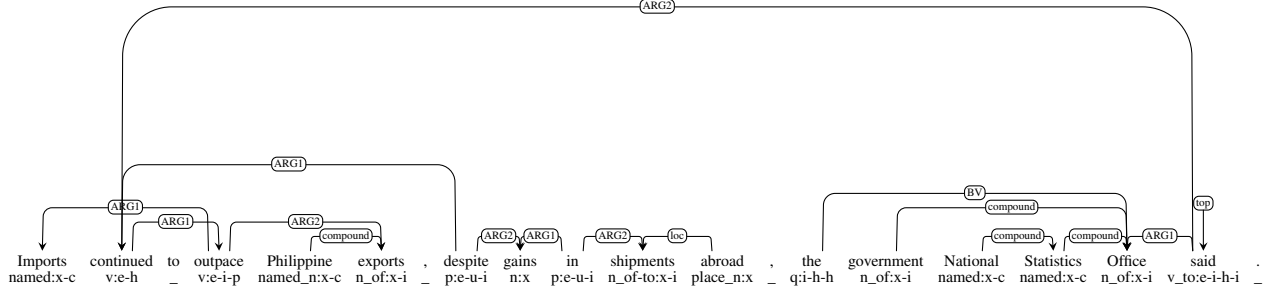 ARG2
ARG1
BV
ARG1 compound top
ARG1 ARG2
compound ARG2 ARG1 ARG2 loc compound compound ARG1
Imports continued to outpace Philippine exports , despite gains in shipments abroad , the government National Statistics Office said .
named:x-c v:e-h _ v:e-i-p named_n:x-c n_of:x-i _ p:e-u-i n:x p:e-u-i n_of-to:x-i place_n:x _ q:i-h-h n_of:x-i named:x-c named:x-c n_of:x-i v_to:e-i-h-i _